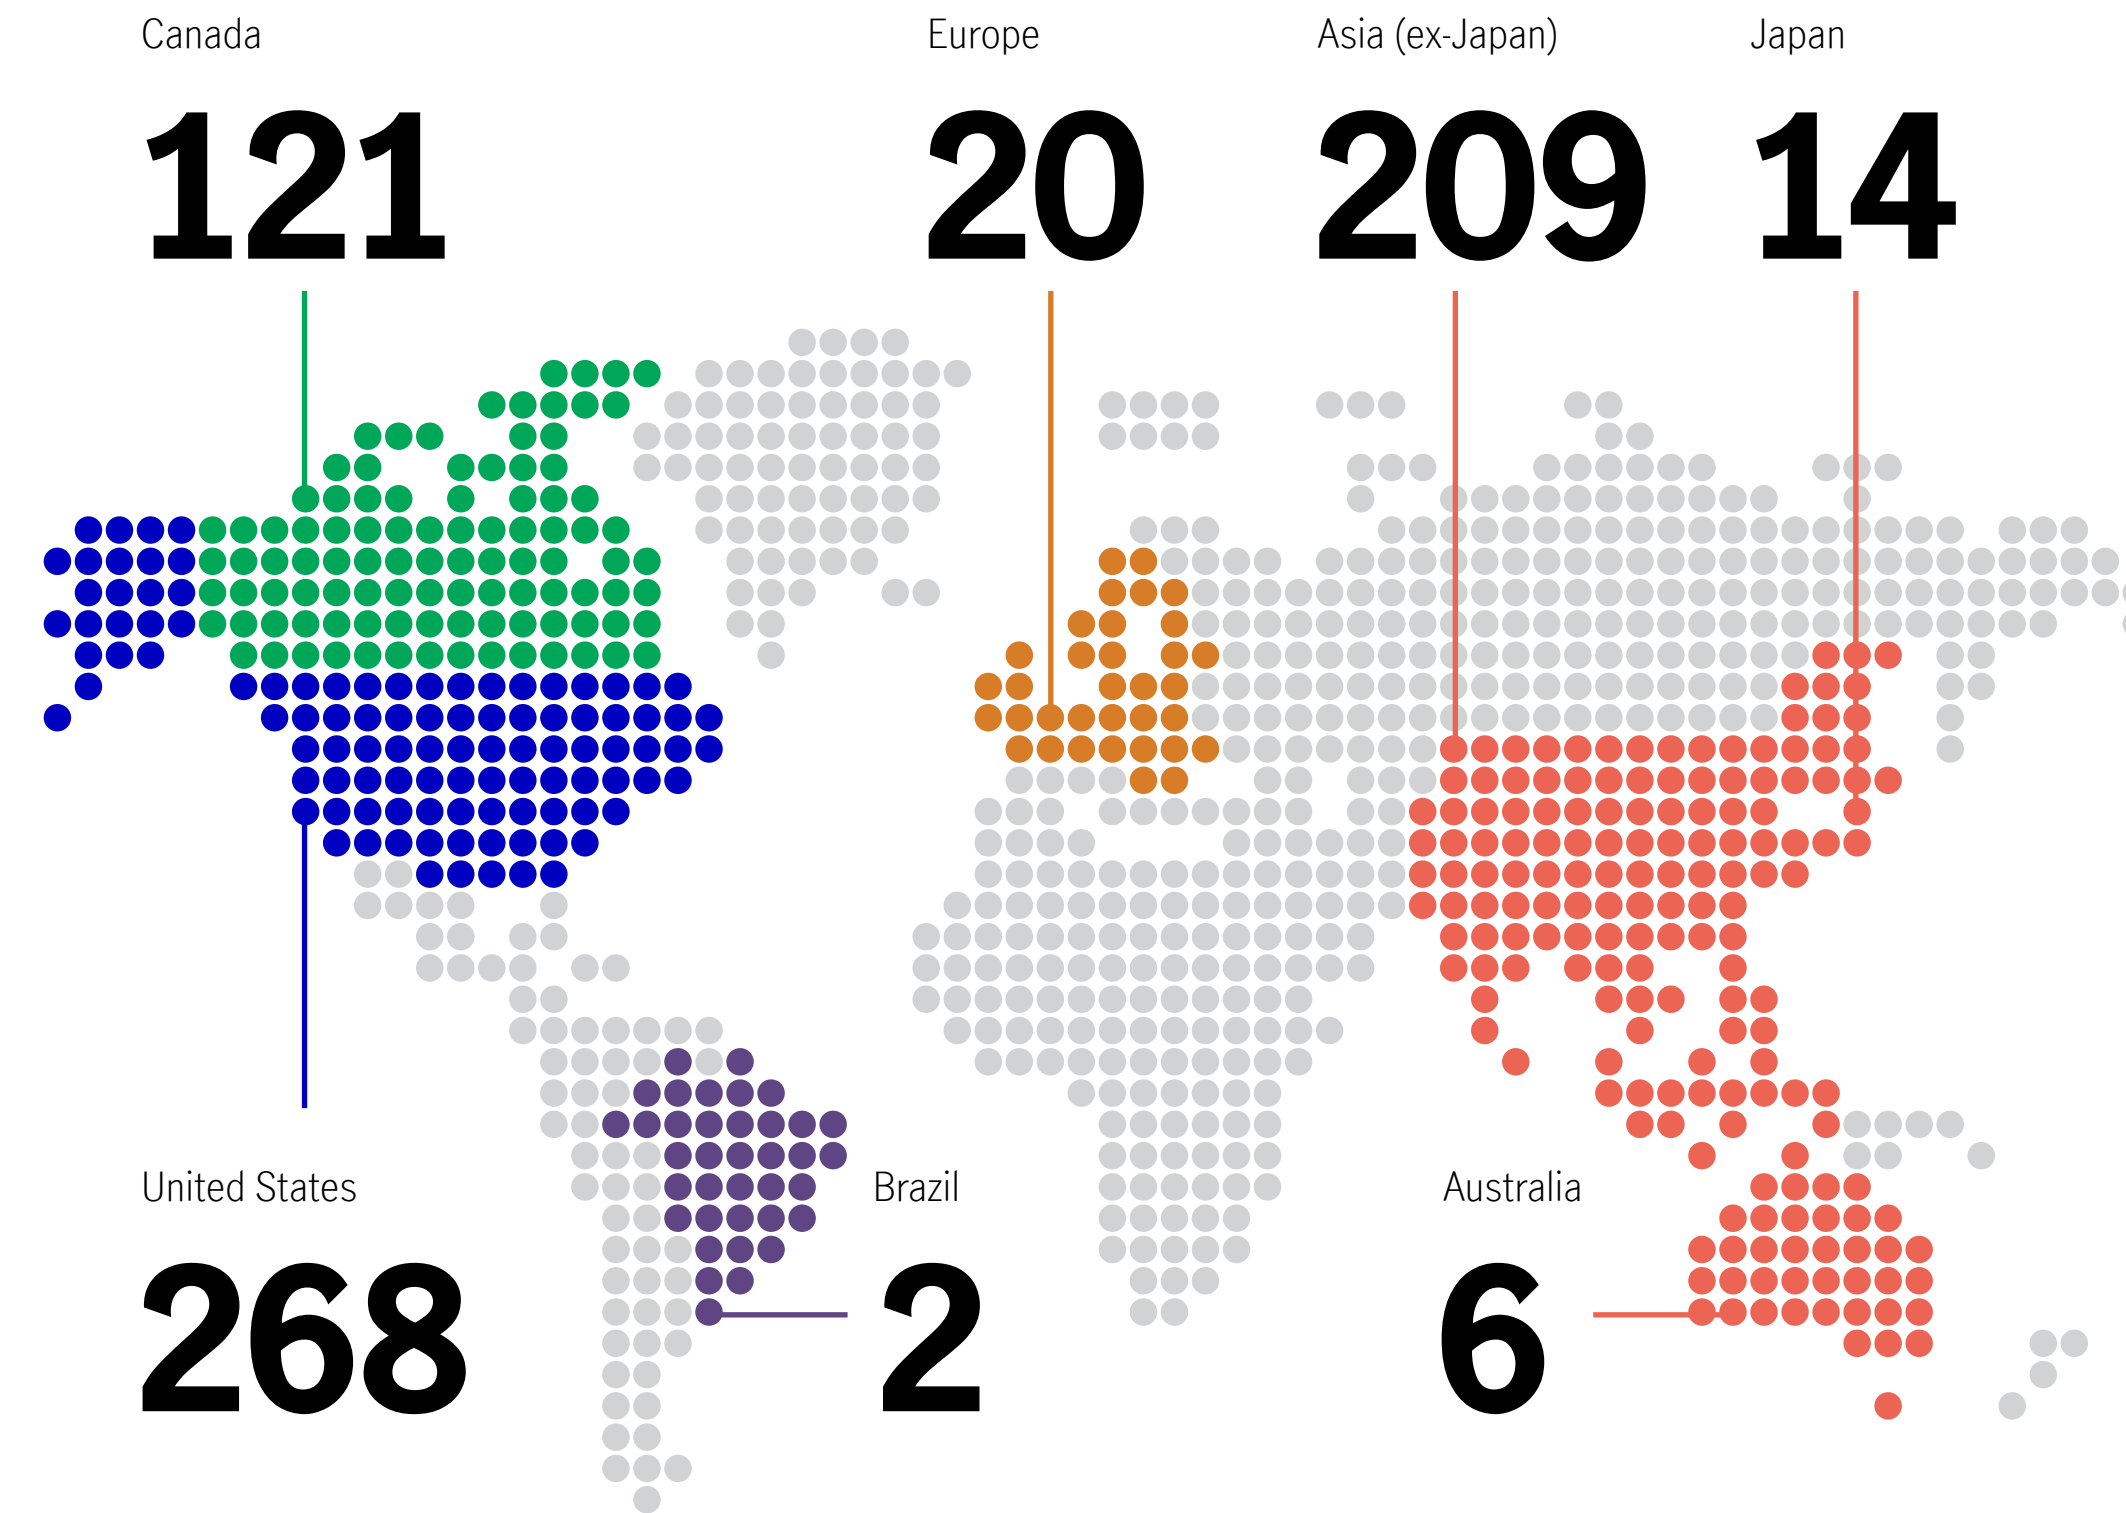 Canada
121
Europe
20
Asia (ex-Japan)
209
Japan
14
United States
268
Brazil
2
Australia
6